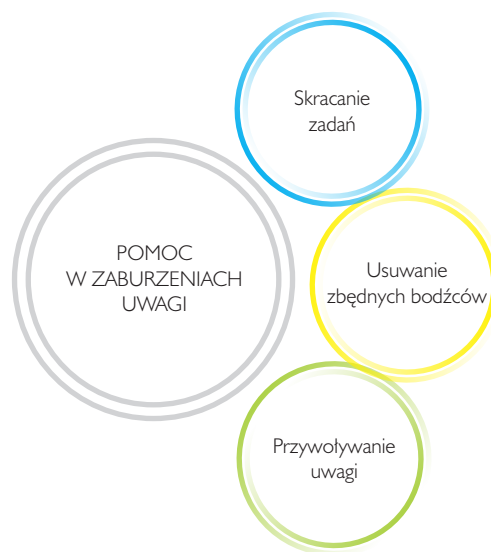 Skracanie
zadań
POMOC
W ZABURZENIACH
UWAGI
Usuwanie
zbędnych bodźców
Przywoływanie
uwagi